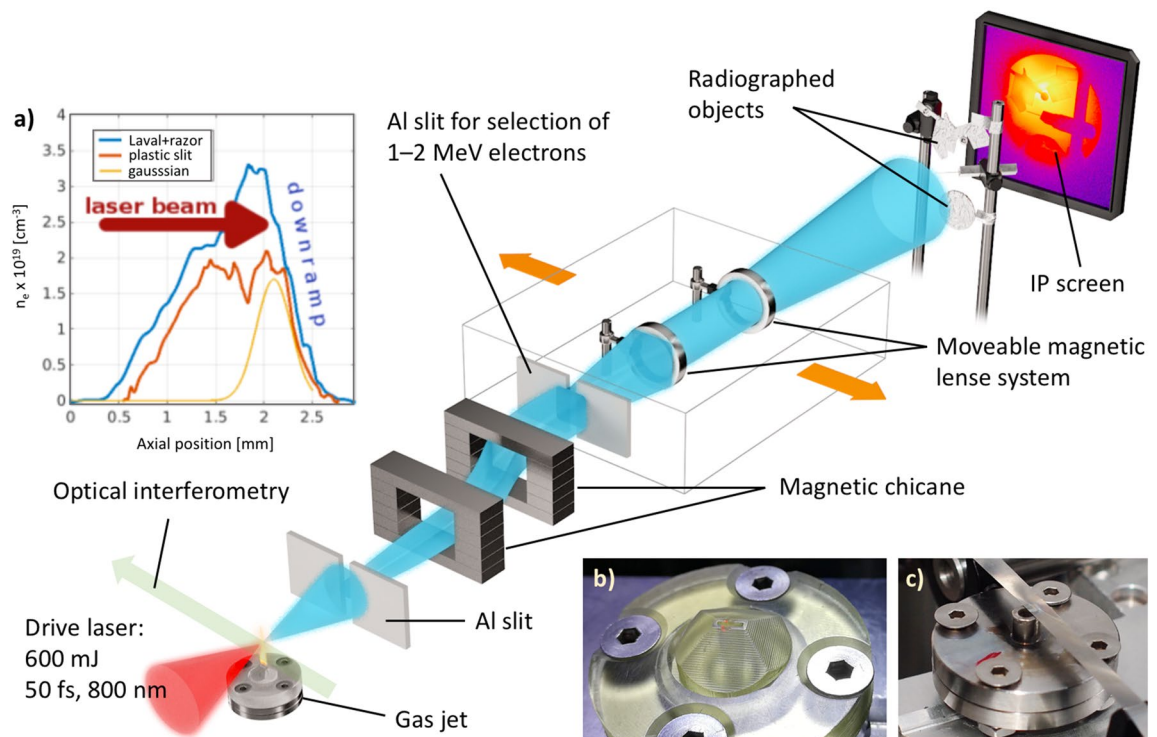 a)
4
3.5
3
2.5
2
1.5
1
0.5
0
n_e x 10^19 [cm^-3]
Laval+razor
plastic slit
gausssian
laser beam
downramp
0
0.5
1
1.5
2
2.5
Axial position [mm]
Al slit for selection of
1–2 MeV electrons
Radiographed
objects
IP screen
Moveable magnetic
lense system
Magnetic chicane
Optical interferometry
Al slit
Drive laser:
600 mJ
50 fs, 800 nm
Gas jet
b)
c)